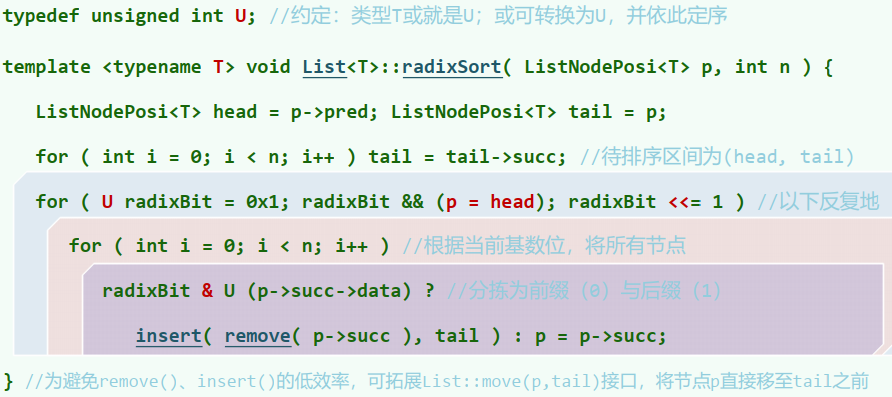 typedef unsigned int U; //约定：类型T或就是U；或可转换为U，并依此定序
template <typename T> void List<T>::radixSort( ListNodePosi<T> p, int n ) {
ListNodePosi<T> head = p->pred; ListNodePosi<T> tail = p;
for ( int i = 0; i < n; i++ ) tail = tail->succ; //待排序区间为(head, tail)
for ( U radixBit = 0x1; radixBit && (p = head); radixBit <<= 1 ) //以下反复地
for ( int i = 0; i < n; i++ ) //根据当前基数位，将所有节点
radixBit & U (p->succ->data) ? //分拣为前缀（0）与后缀（1）
insert( remove( p->succ ), tail ) : p = p->succ;
} //为避免remove()、insert()的低效率，可拓展List::move(p,tail)接口，将节点p直接移至tail之前